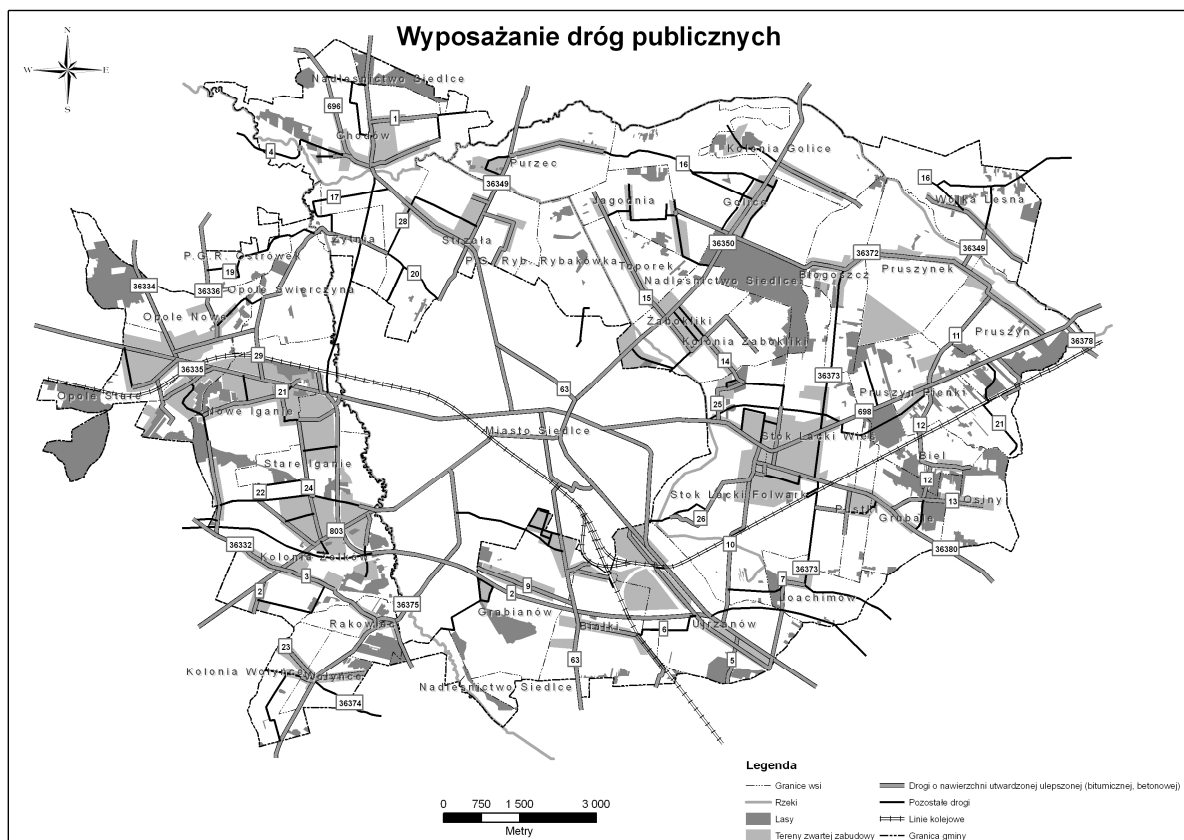 Wyposażanie dróg publicznych
N
W E
S
Nadleśnictwo Siedlce
696
1
Chodów
4
Purzec
16
Kolonia Golice
36349
17
28
Jagodnia
Golice
16
Wólka Leśna
Strzała
Żytnia
36350
36349
P.G.R. Ostrówek
P.G. Ryb. Rybakówka
Toporek
36372
19
20
Nadleśnictwo Siedlce
Błogoszcz
Pruszynek
36334
36336
Opole Świerczyna
15
Opole Nowe
Żabokliki
Pruszyn
Kolonia Żabokliki
11
36378
29
14
36335
36373
63
21
Pruszyn Pieńki
Opole Stare
25
698
Nowe Iganie
12
21
Miasto Siedlce
Stok Lacki Wieś
Biel
Stare Iganie
12
24
22
Stok Lacki Folwark
13
Osiny
Pustki
Grubale
26
803
36332
10
36380
Kolonia Żółków
36373
3
7
2
9
2
Joachimów
36375
Grabianów
Rakowiec
Białki
6
Ujrzanów
23
63
5
Kolonia Wołyńce
Wołyńce
Nadleśnictwo Siedlce
36374
Legenda
Granice wsi
Rzeki
Lasy
Tereny zwartej zabudowy
Drogi o nawierzchni utwardzonej ulepszonej (bitumicznej, betonowej)
Pozostałe drogi
Linie kolejowe
Granica gminy
0 750 1 500 3 000
Metry